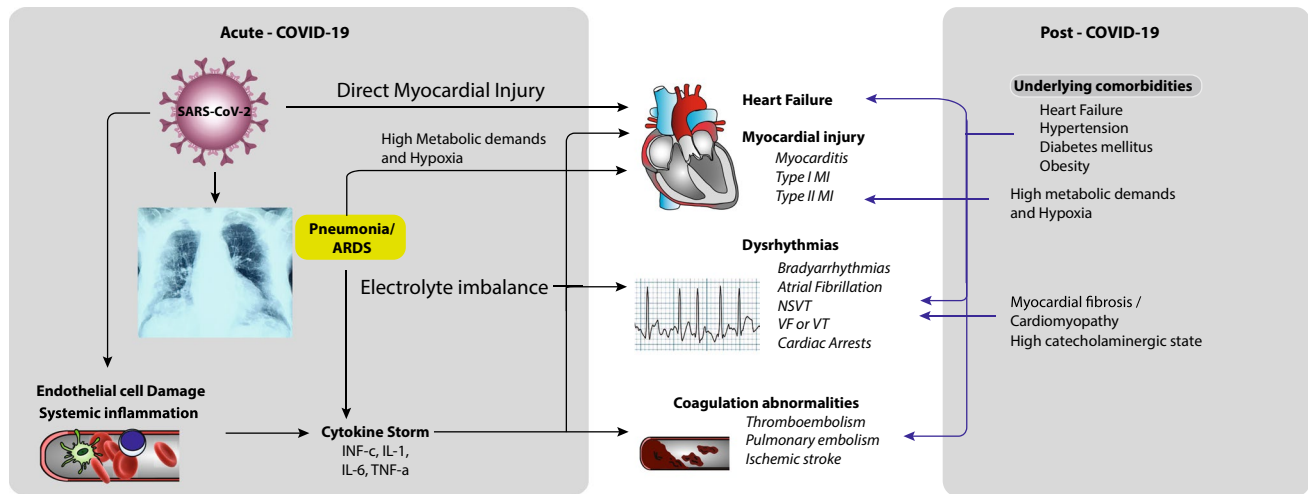 Acute - COVID-19
SARS-CoV-2
Direct Myocardial Injury
High Metabolic demands
and Hypoxia
Pneumonia/
ARDS
Electrolyte imbalance
Endothelial cell Damage
Systemic inflammation
Cytokine Storm
INF-c, IL-1,
IL-6, TNF-a
Heart Failure
Myocardial injury
Myocarditis
Type I MI
Type II MI
Dysrhythmias
Bradyarrhythmias
Atrial Fibrillation
NSVT
VF or VT
Cardiac Arrests
Coagulation abnormalities
Thromboembolism
Pulmonary embolism
Ischemic stroke
Post - COVID-19
Underlying comorbidities
Heart Failure
Hypertension
Diabetes mellitus
Obesity
High metabolic demands
and Hypoxia
Myocardial fibrosis /
Cardiomyopathy
High catecholaminergic state